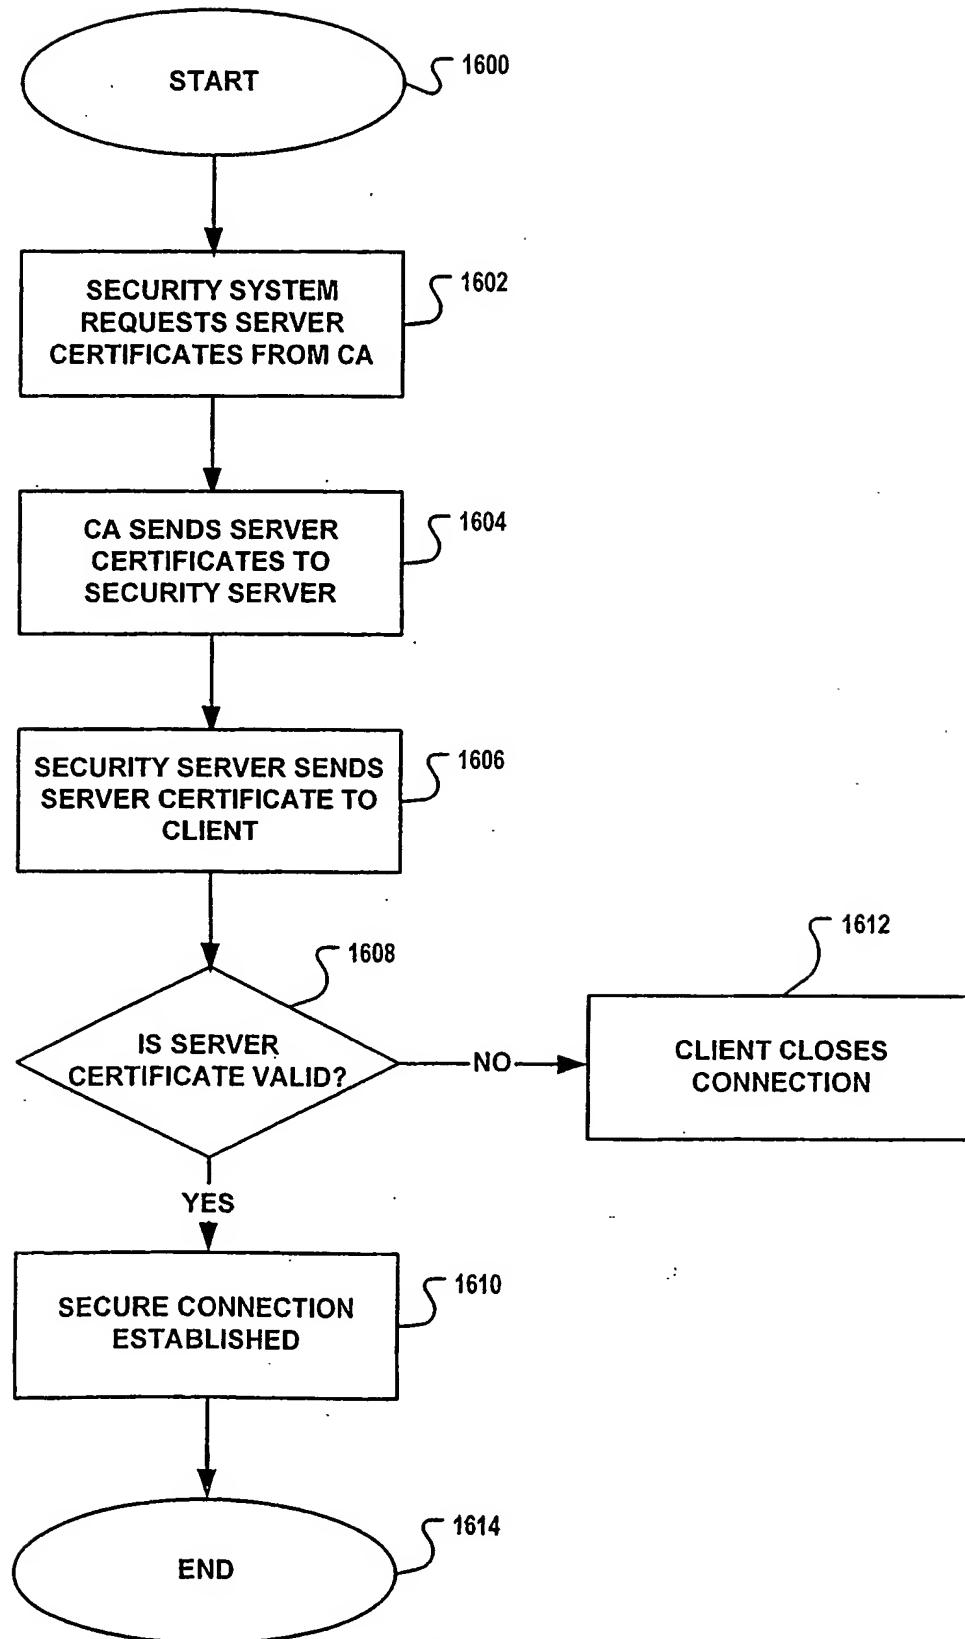 START
1600
SECURITY SYSTEM
REQUESTS SERVER
CERTIFICATES FROM CA
1602
CA SENDS SERVER
CERTIFICATES TO
SECURITY SERVER
1604
SECURITY SERVER SENDS
SERVER CERTIFICATE TO
CLIENT
1606
1608
IS SERVER
CERTIFICATE VALID?
NO
1612
CLIENT CLOSES
CONNECTION
YES
SECURE CONNECTION
ESTABLISHED
1610
END
1614